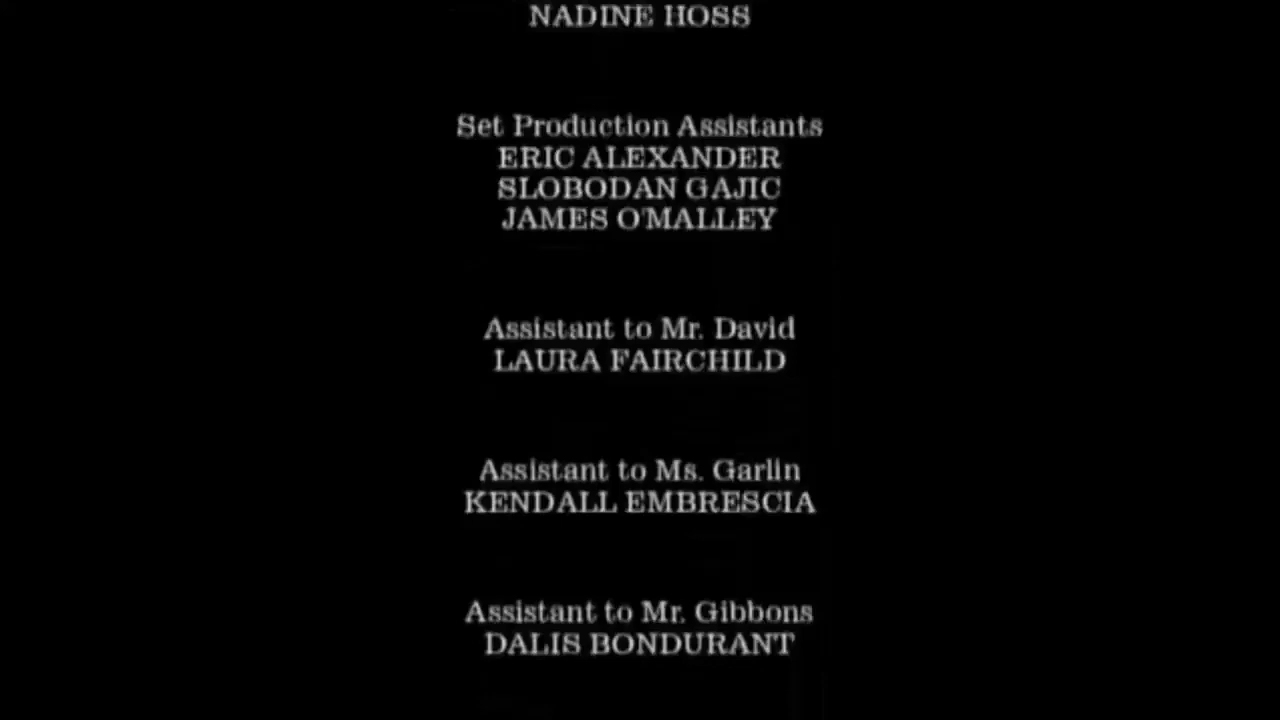 NADINE HOSS
Set Production Assistants
ERIC ALEXANDER
SLOBODAN GAJIC
JAMES O'MALLEY
Assistant to Mr. David
LAURA FAIRCHILD
Assistant to Ms. Garlin
KENDALL EMBRESCIA
Assistant to Mr. Gibbons
DALIS BONDURANT